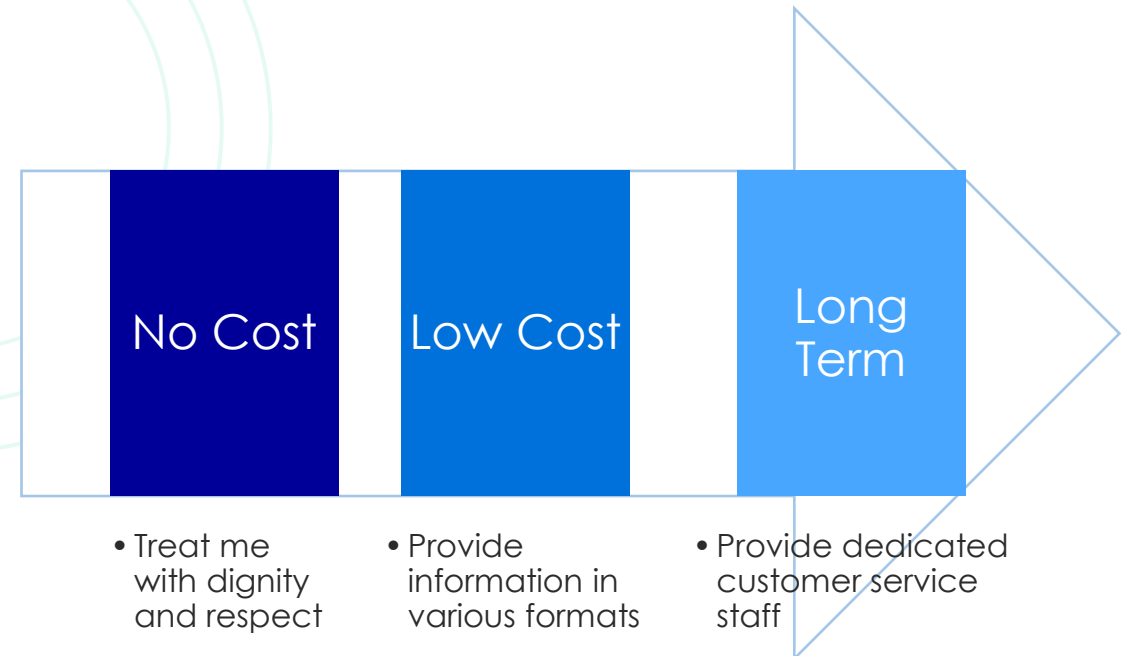 No Cost
Low Cost
Long
Term
• Treat me
with dignity
and respect
• Provide
information in
various formats
• Provide dedicated
customer service
staff